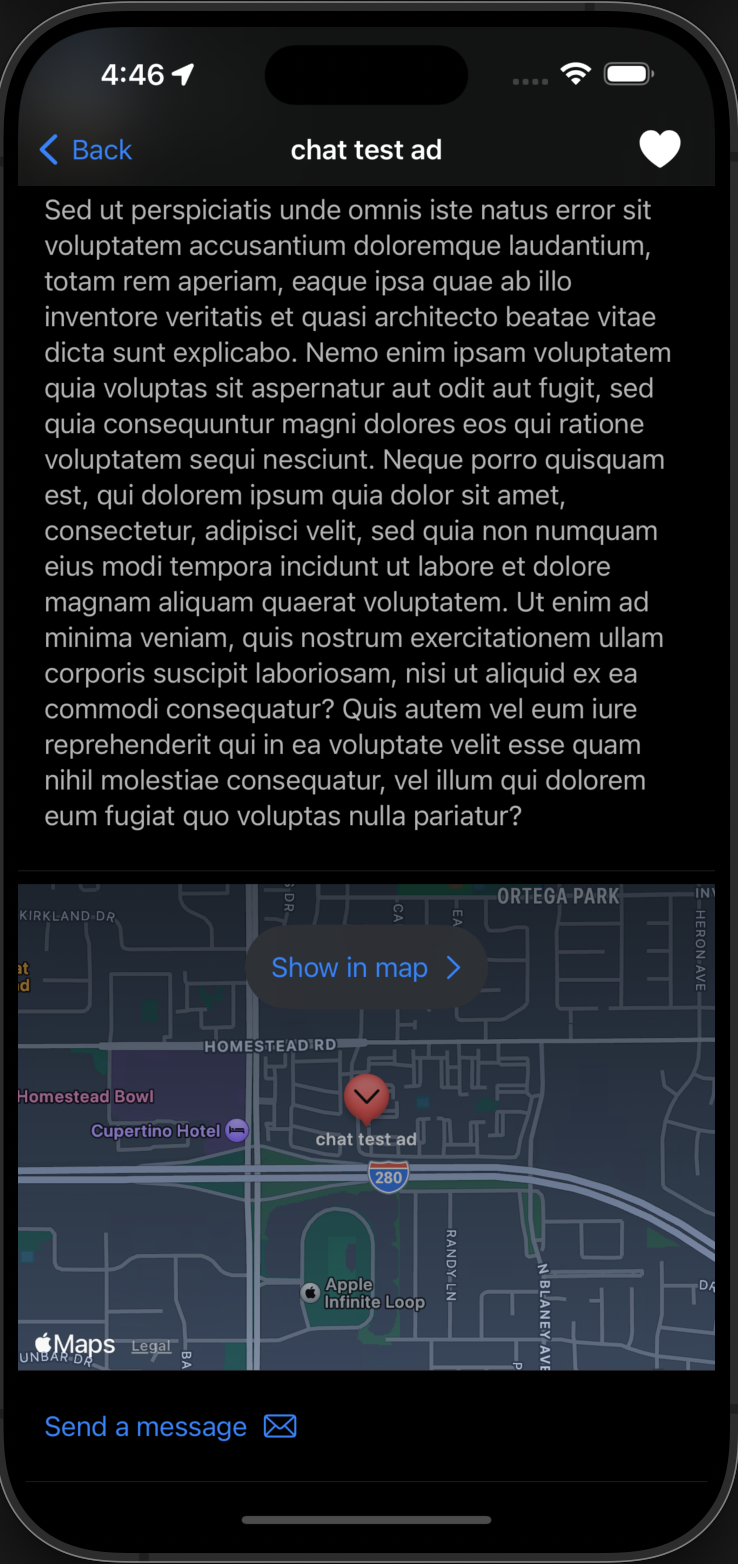 4:46
Back
chat test ad
Sed ut perspiciatis unde omnis iste natus error sit
voluptatem accusantium doloremque laudantium,
totam rem aperiam, eaque ipsa quae ab illo
inventore veritatis et quasi architecto beatae vitae
dicta sunt explicabo. Nemo enim ipsam voluptatem
quia voluptas sit aspernatur aut odit aut fugit, sed
quia consequuntur magni dolores eos qui ratione
voluptatem sequi nesciunt. Neque porro quisquam
est, qui dolorem ipsum quia dolor sit amet,
consectetur, adipisci velit, sed quia non numquam
eius modi tempora incidunt ut labore et dolore
magnam aliquam quaerat voluptatem. Ut enim ad
minima veniam, quis nostrum exercitationem ullam
corporis suscipit laboriosam, nisi ut aliquid ex ea
commodi consequatur? Quis autem vel eum iure
reprehenderit qui in ea voluptate velit esse quam
nihil molestiae consequatur, vel illum qui dolorem
eum fugiat quo voluptas nulla pariatur?
ORTEGA PARK
KIRKLAND DR
S DR
CA
EA
INV
HERON AVE
at
d
Show in map
HOMESTEAD RD
Homestead Bowl
Cupertino Hotel
chat test ad
280
RANDY LN
N BLANEY AVE
Apple
Infinite Loop
Maps
Legal
UNBAR DR
BA
P
Send a message